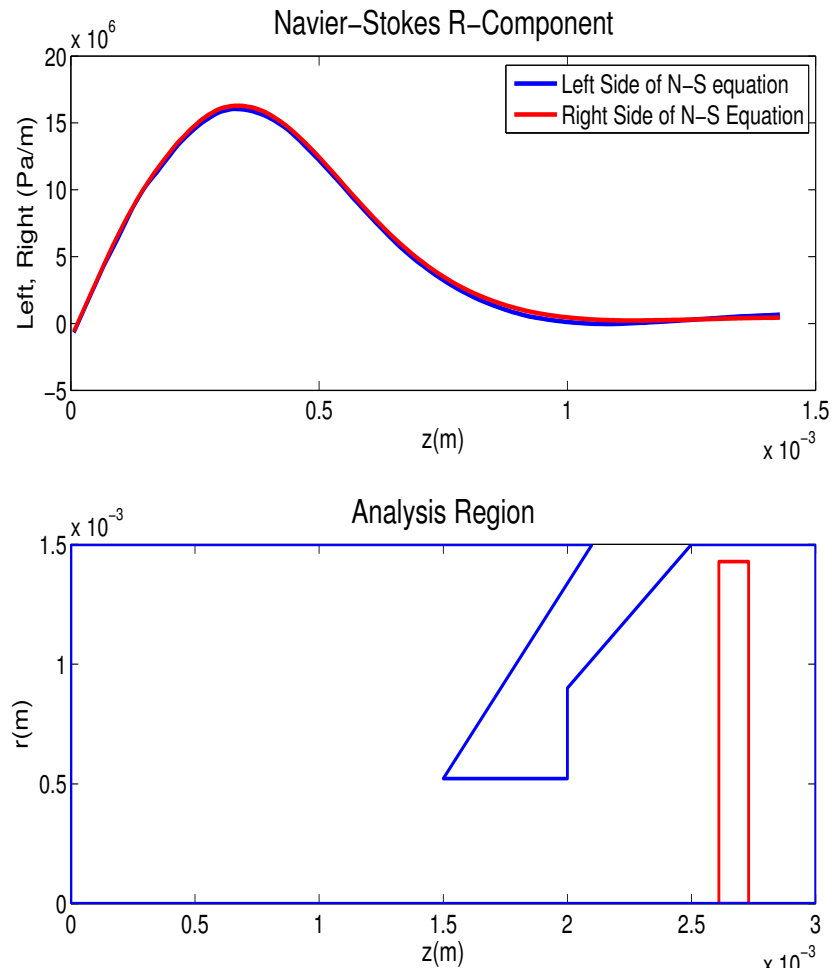 Navier-Stokes R-Component
x 10⁶
20
15
10
5
0
-5
Left, Right (Pa/m)
Left Side of N-S equation
Right Side of N-S Equation
0 0.5 1 1.5
z(m)
x 10⁻³
Analysis Region
x 10⁻³
1.5
1
0.5
0
r(m)
0 0.5 1 1.5 2 2.5 3
z(m)
x 10⁻³